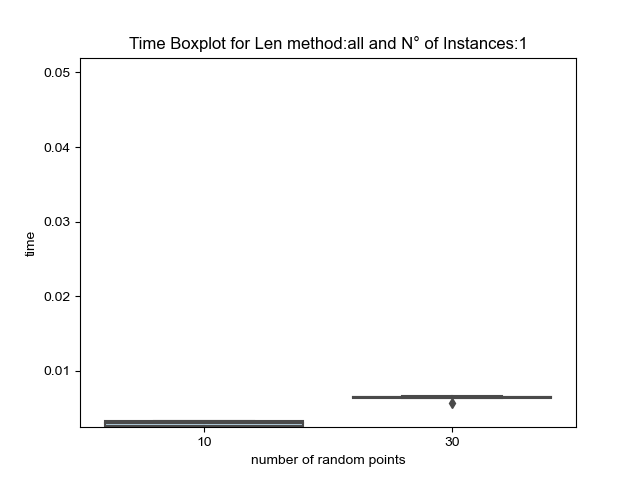 Time Boxplot for Len method:all and N° of Instances:1
0.05
0.04
0.03
0.02
0.01
time
10 30
number of random points